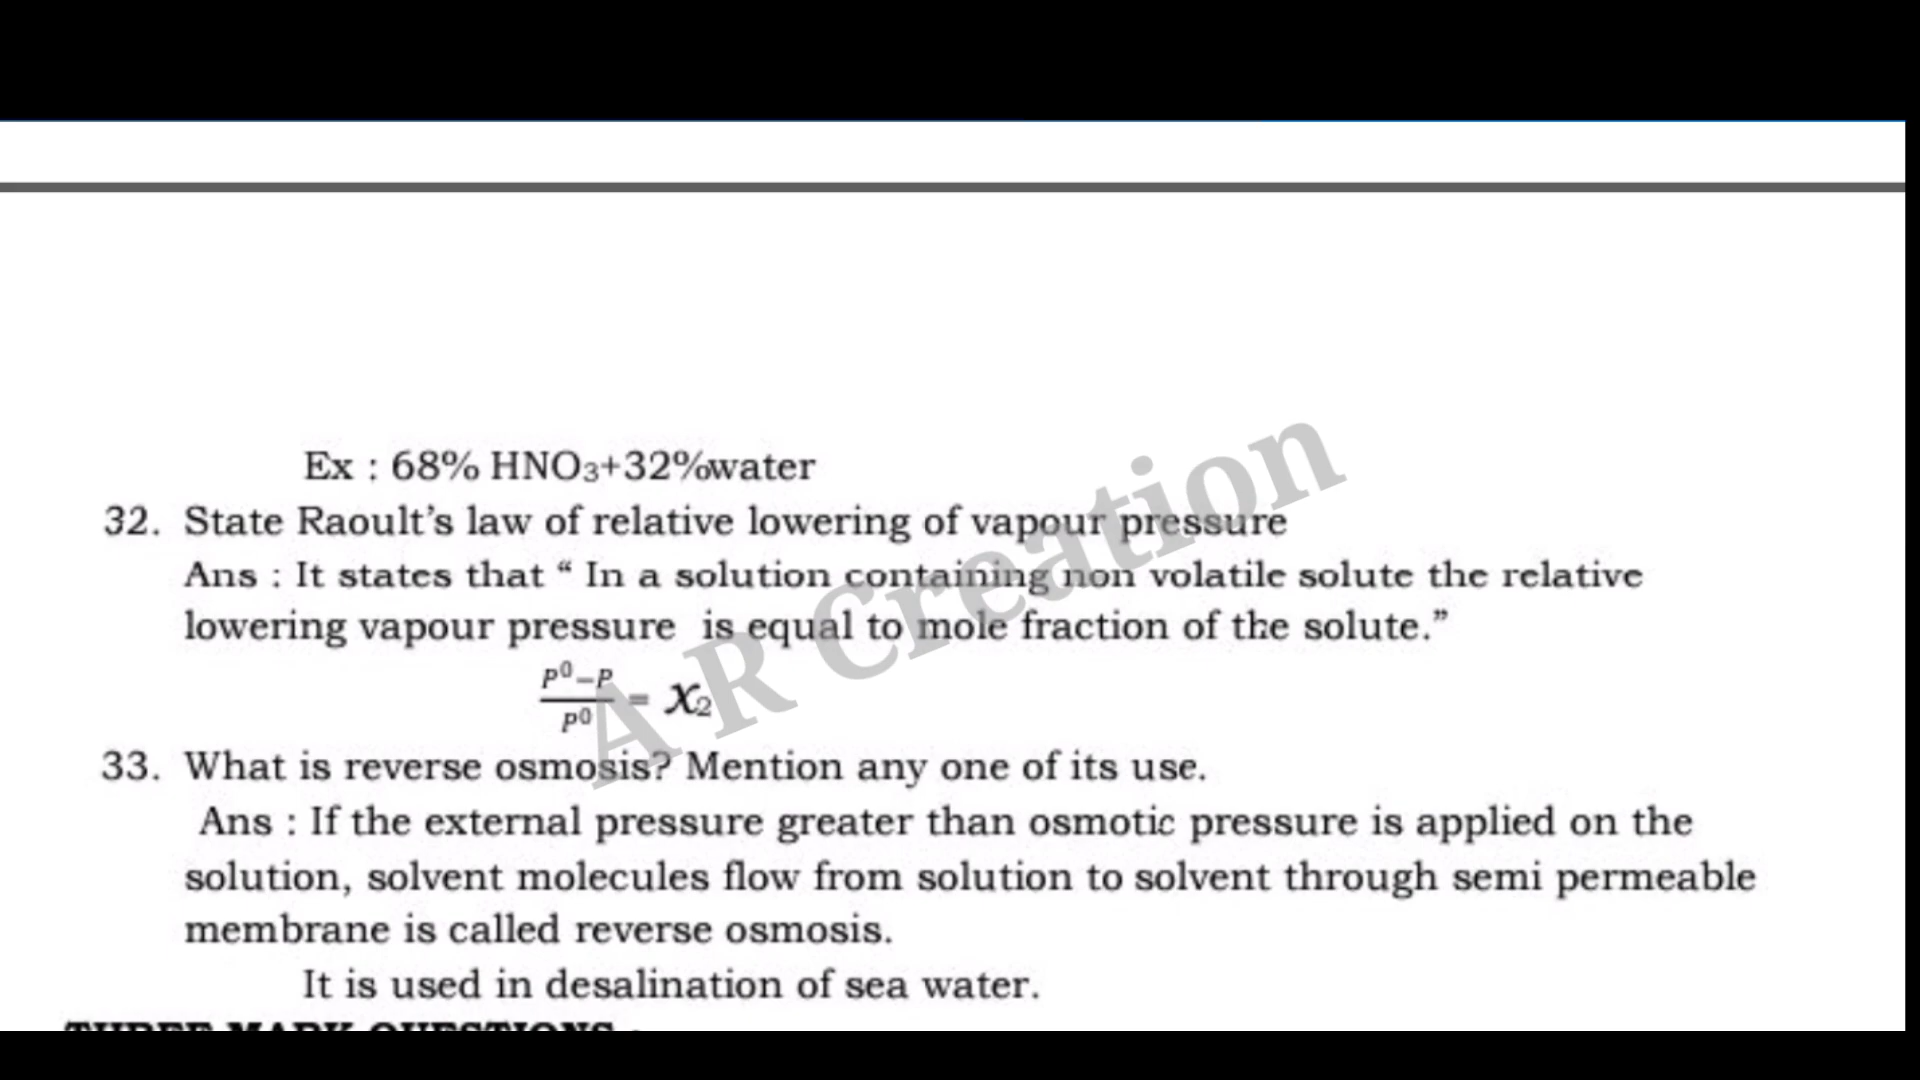 Ex : 68% HNO₃+32%water
32. State Raoult's law of relative lowering of vapour pressure
Ans : It states that “ In a solution containing non volatile solute the relative
lowering vapour pressure is equal to mole fraction of the solute.”
P⁰−P
P⁰
= X₂
33. What is reverse osmosis? Mention any one of its use.
Ans : If the external pressure greater than osmotic pressure is applied on the
solution, solvent molecules flow from solution to solvent through semi permeable
membrane is called reverse osmosis.
It is used in desalination of sea water.
THREE MARK QUESTIONS :
A R Creation